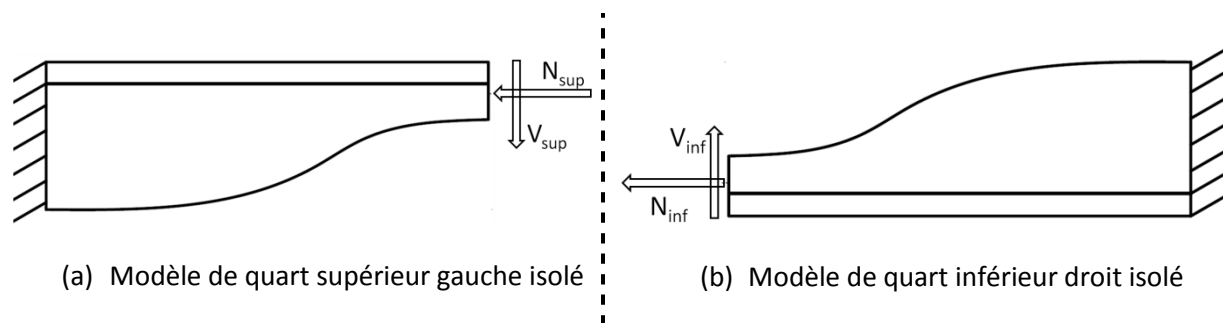 N_sup
V_sup
V_inf
N_inf
(a) Modèle de quart supérieur gauche isolé
(b) Modèle de quart inférieur droit isolé